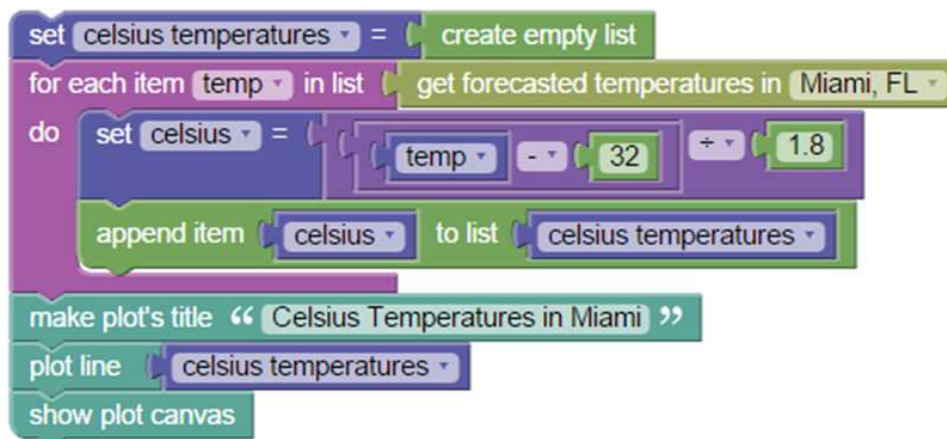 set celsius temperatures = create empty list
for each item temp in list get forecasted temperatures in Miami, FL
do set celsius = temp - 32 ÷ 1.8
append item celsius to list celsius temperatures
make plot's title “ Celsius Temperatures in Miami ”
plot line celsius temperatures
show plot canvas